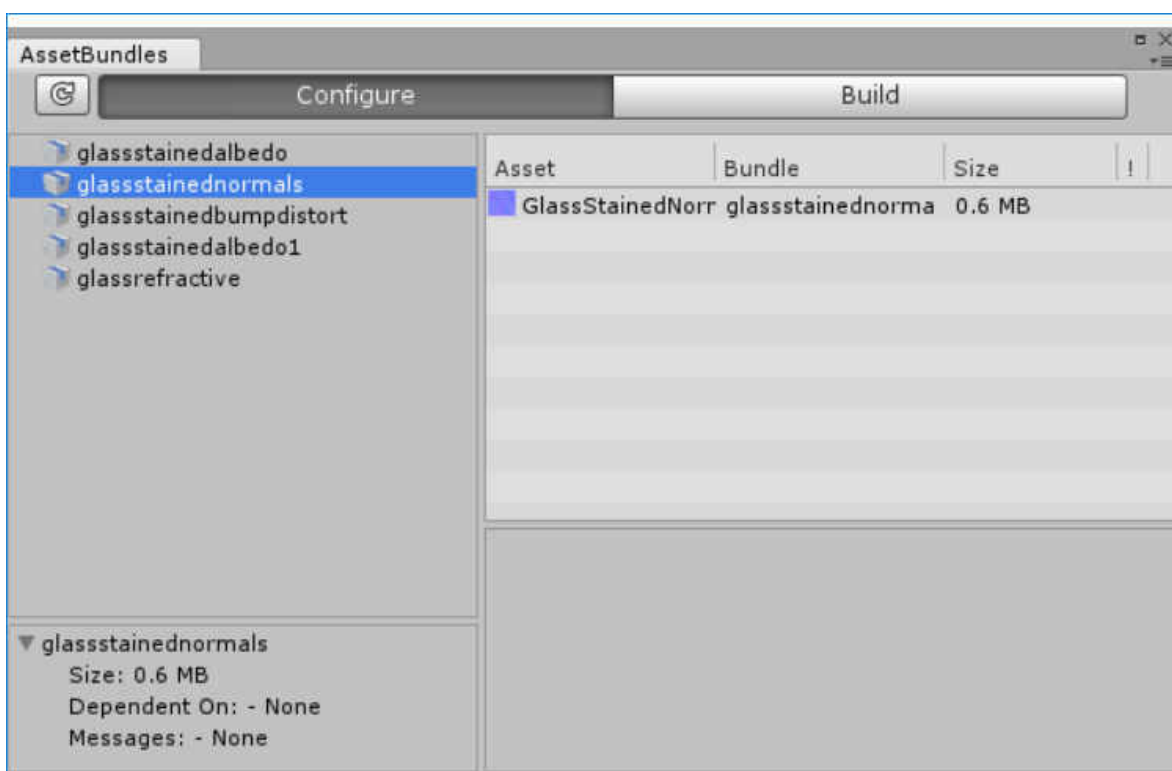 AssetBundles
Configure
Build
glassstainedalbedo
glassstainednormals
glassstainedbumpdistort
glassstainedalbedo1
glassrefractive
Asset Bundle Size !
GlassStainedNorr glassstainednorma 0.6 MB
glassstainednormals
Size: 0.6 MB
Dependent On: - None
Messages: - None